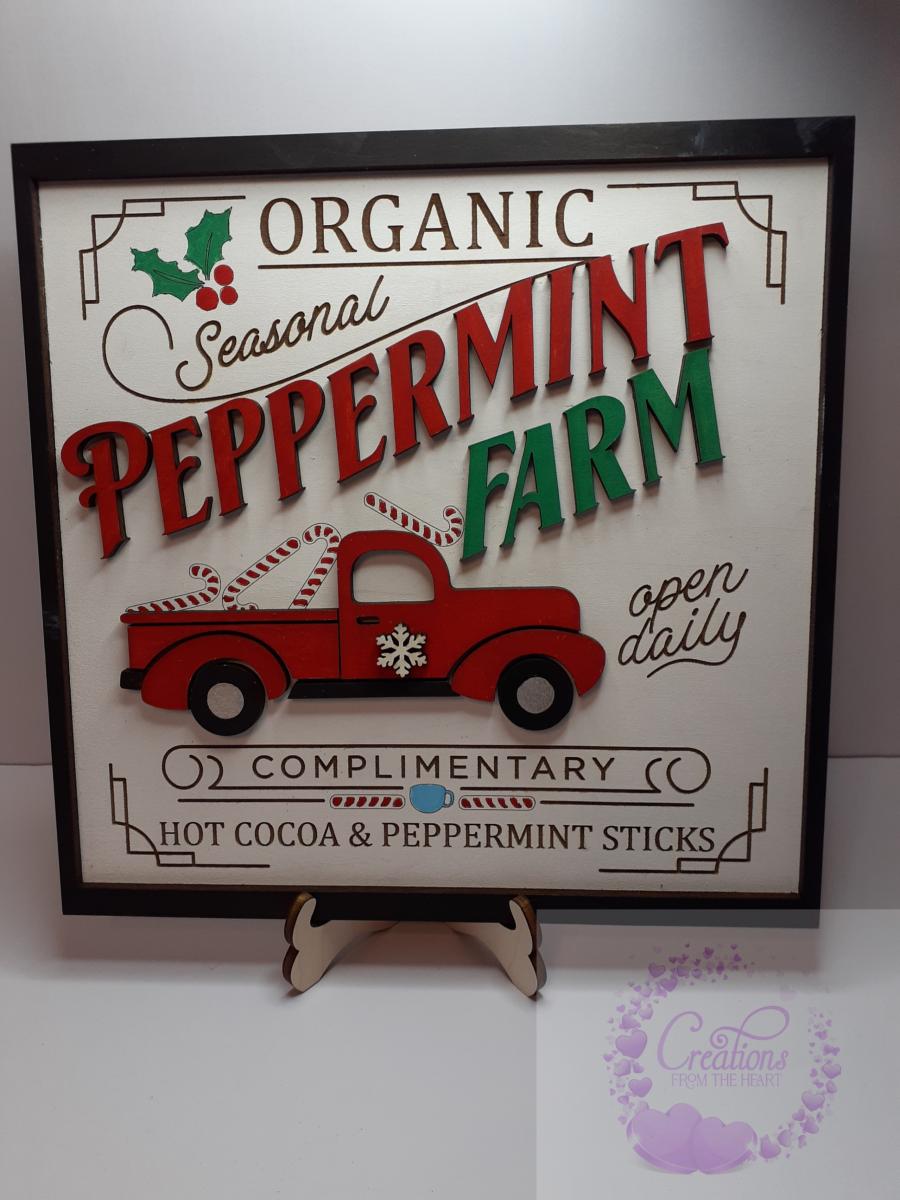 ORGANIC
Seasonal
PEPPERMINT
FARM
open
daily
COMPLIMENTARY
HOT COCOA & PEPPERMINT STICKS
Creations
FROM THE HEART